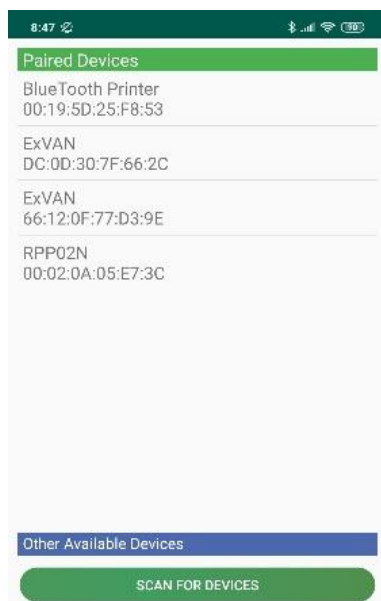 8:47
90
Paired Devices
BlueTooth Printer
00:19:5D:25:F8:53
ExVAN
DC:0D:30:7F:66:2C
ExVAN
66:12:0F:77:D3:9E
RPP02N
00:02:0A:05:E7:3C
Other Available Devices
SCAN FOR DEVICES